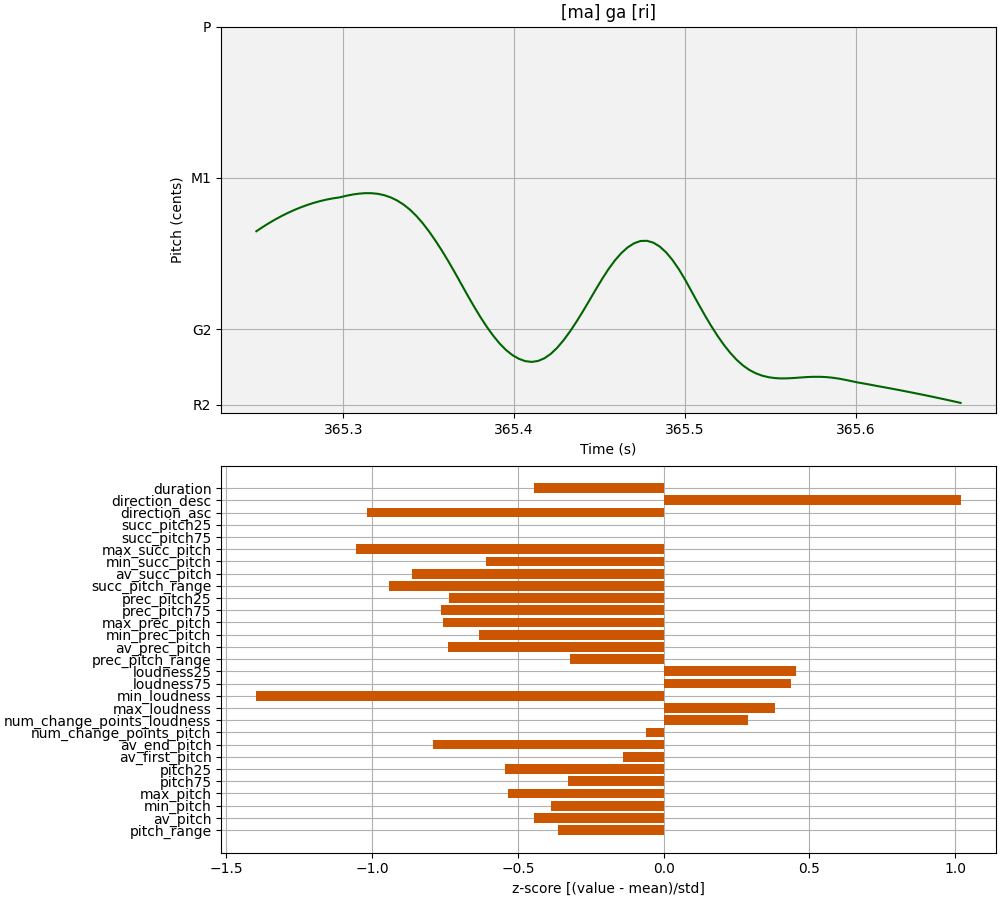 [ma] ga [ri]
P
M1
G2
R2
Pitch (cents)
365.3 365.4 365.5 365.6
Time (s)
duration
direction_desc
direction_asc
succ_pitch25
succ_pitch75
max_succ_pitch
min_succ_pitch
av_succ_pitch
succ_pitch_range
prec_pitch25
prec_pitch75
max_prec_pitch
min_prec_pitch
av_prec_pitch
prec_pitch_range
loudness25
loudness75
min_loudness
max_loudness
num_change_points_loudness
num_change_points_pitch
av_end_pitch
av_first_pitch
pitch25
pitch75
max_pitch
min_pitch
av_pitch
pitch_range
−1.5 −1.0 −0.5 0.0 0.5 1.0
z-score [(value - mean)/std]